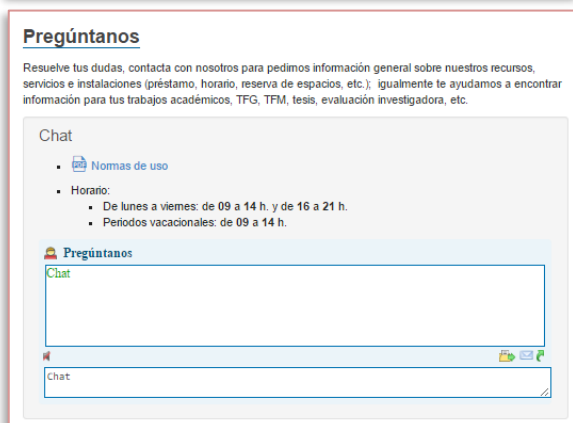 Pregúntanos
Resuelve tus dudas, contacta con nosotros para pedirnos información general sobre nuestros recursos,
servicios e instalaciones (préstamo, horario, reserva de espacios, etc.); igualmente te ayudamos a encontrar
información para tus trabajos académicos, TFG, TFM, tesis, evaluación investigadora, etc.
Chat
Normas de uso
Horario:
De lunes a viernes: de 09 a 14 h. y de 16 a 21 h.
Periodos vacacionales: de 09 a 14 h.
Pregúntanos
Chat
Chat